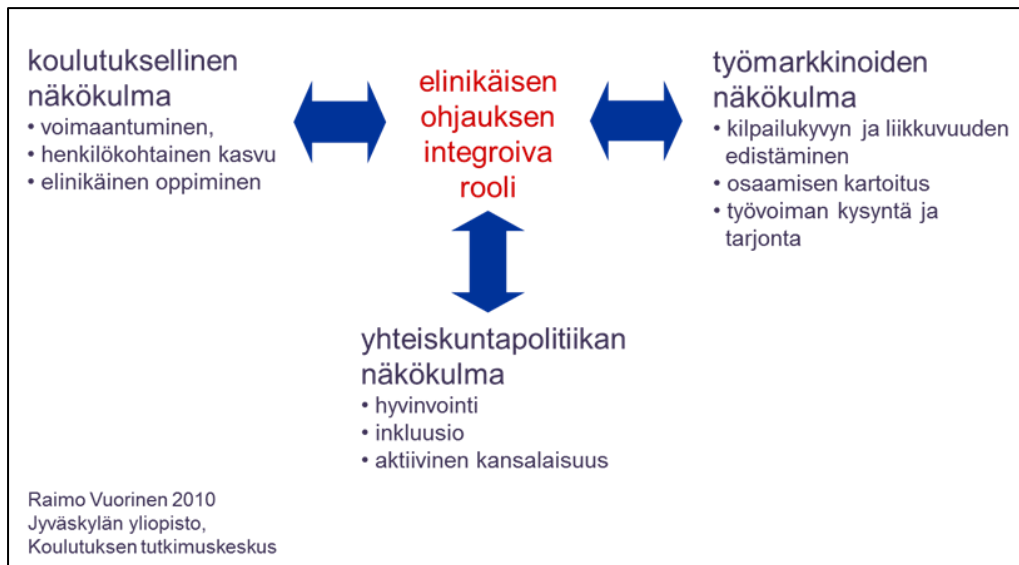 koulutuksellinen
näkökulma
• voimaantuminen,
• henkilökohtainen kasvu
• elinikäinen oppiminen
elinikäisen
ohjauksen
integroiva
rooli
työmarkkinoiden
näkökulma
• kilpailukyvyn ja liikkuvuuden
edistäminen
• osaamisen kartoitus
• työvoiman kysyntä ja
tarjonta
yhteiskuntapolitiikan
näkökulma
• hyvinvointi
• inkluusio
• aktiivinen kansalaisuus
Raimo Vuorinen 2010
Jyväskylän yliopisto,
Koulutuksen tutkimuskeskus